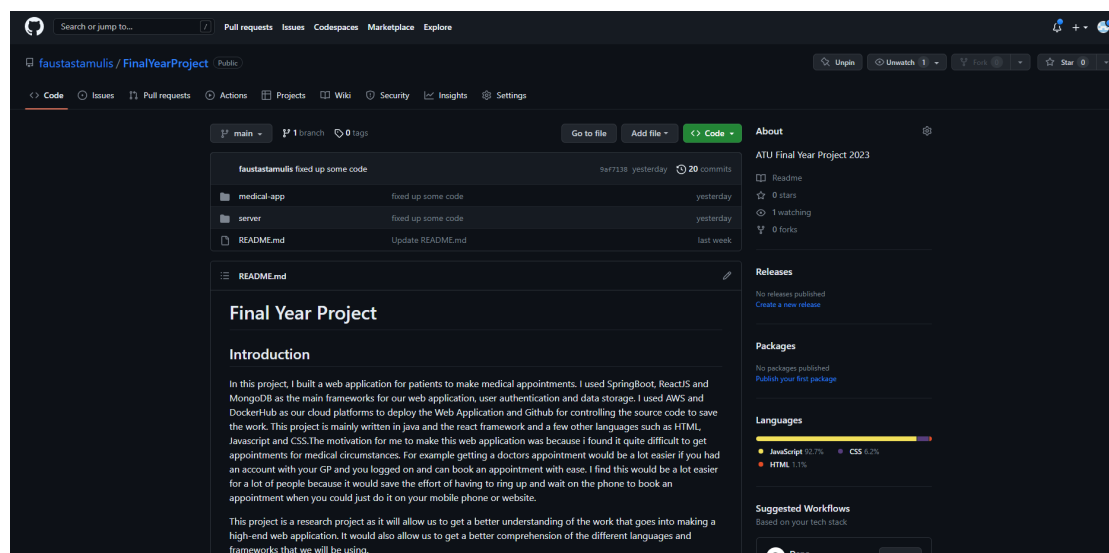 Search or jump to... / Pull requests Issues Codespaces Marketplace Explore
faustastamulis / FinalYearProject Public Unpin Unwatch 1 Fork Star 0
Code Issues Pull requests Actions Projects Wiki Security Insights Settings
main 1 branch 0 tags Go to file Add file Code
faustastamulis fixed up some code 9af7138 yesterday 20 commits
medical-app fixed up some code yesterday
server fixed up some code yesterday
README.md Update README.md last week
README.md
Final Year Project
Introduction
In this project, I built a web application for patients to make medical appointments. I used SpringBoot, ReactJS and
MongoDB as the main frameworks for our web application, user authentication and data storage. I used AWS and
DockerHub as our cloud platforms to deploy the Web Application and Github for controlling the source code to save
the work. This project is mainly written in java and the react framework and a few other languages such as HTML,
Javascript and CSS.The motivation for me to make this web application was because i found it quite difficult to get
appointments for medical circumstances. For example getting a doctors appointment would be a lot easier if you had
an account with your GP and you logged on and can book an appointment with ease. I find this would be a lot easier
for a lot of people because it would save the effort of having to ring up and wait on the phone to book an
appointment when you could just do it on your mobile phone or website.
This project is a research project as it will allow us to get a better understanding of the work that goes into making a
high-end web application. It would also allow us to get a better comprehension of the different languages and
frameworks that we will be using.
About
ATU Final Year Project 2023
Readme
0 stars
1 watching
0 forks
Releases
No releases published
Create a new release
Packages
No packages published
Publish your first package
Languages
JavaScript 92.7% CSS 6.2%
HTML 1.1%
Suggested Workflows
Based on your tech stack